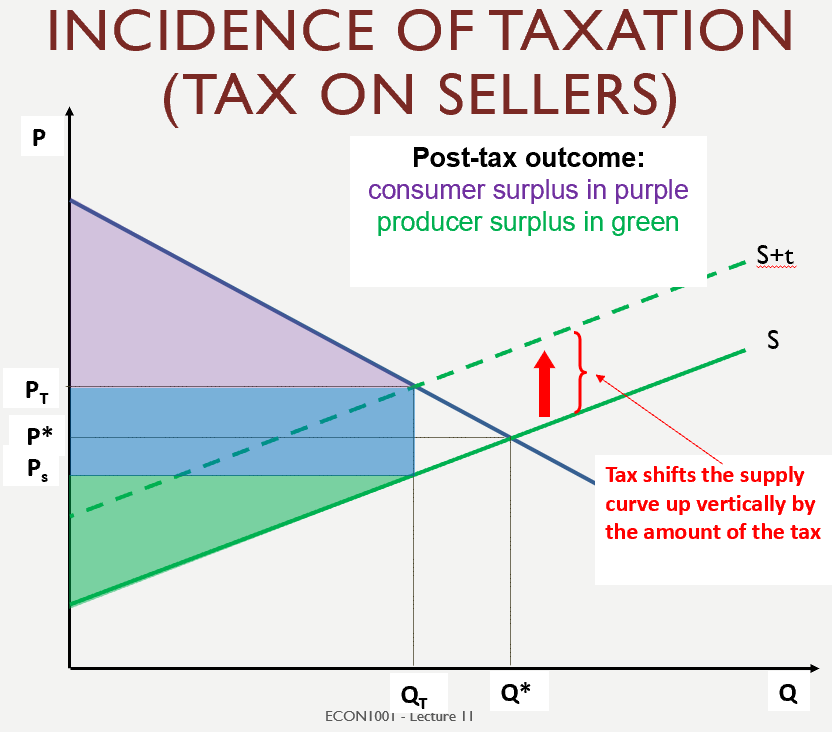 INCIDENCE OF TAXATION
(TAX ON SELLERS)
P
Post-tax outcome:
consumer surplus in purple
producer surplus in green
S+t
S
P_T
P*
P_s
Tax shifts the supply
curve up vertically by
the amount of the tax
Q_T
Q*
Q
ECON1001 - Lecture 11